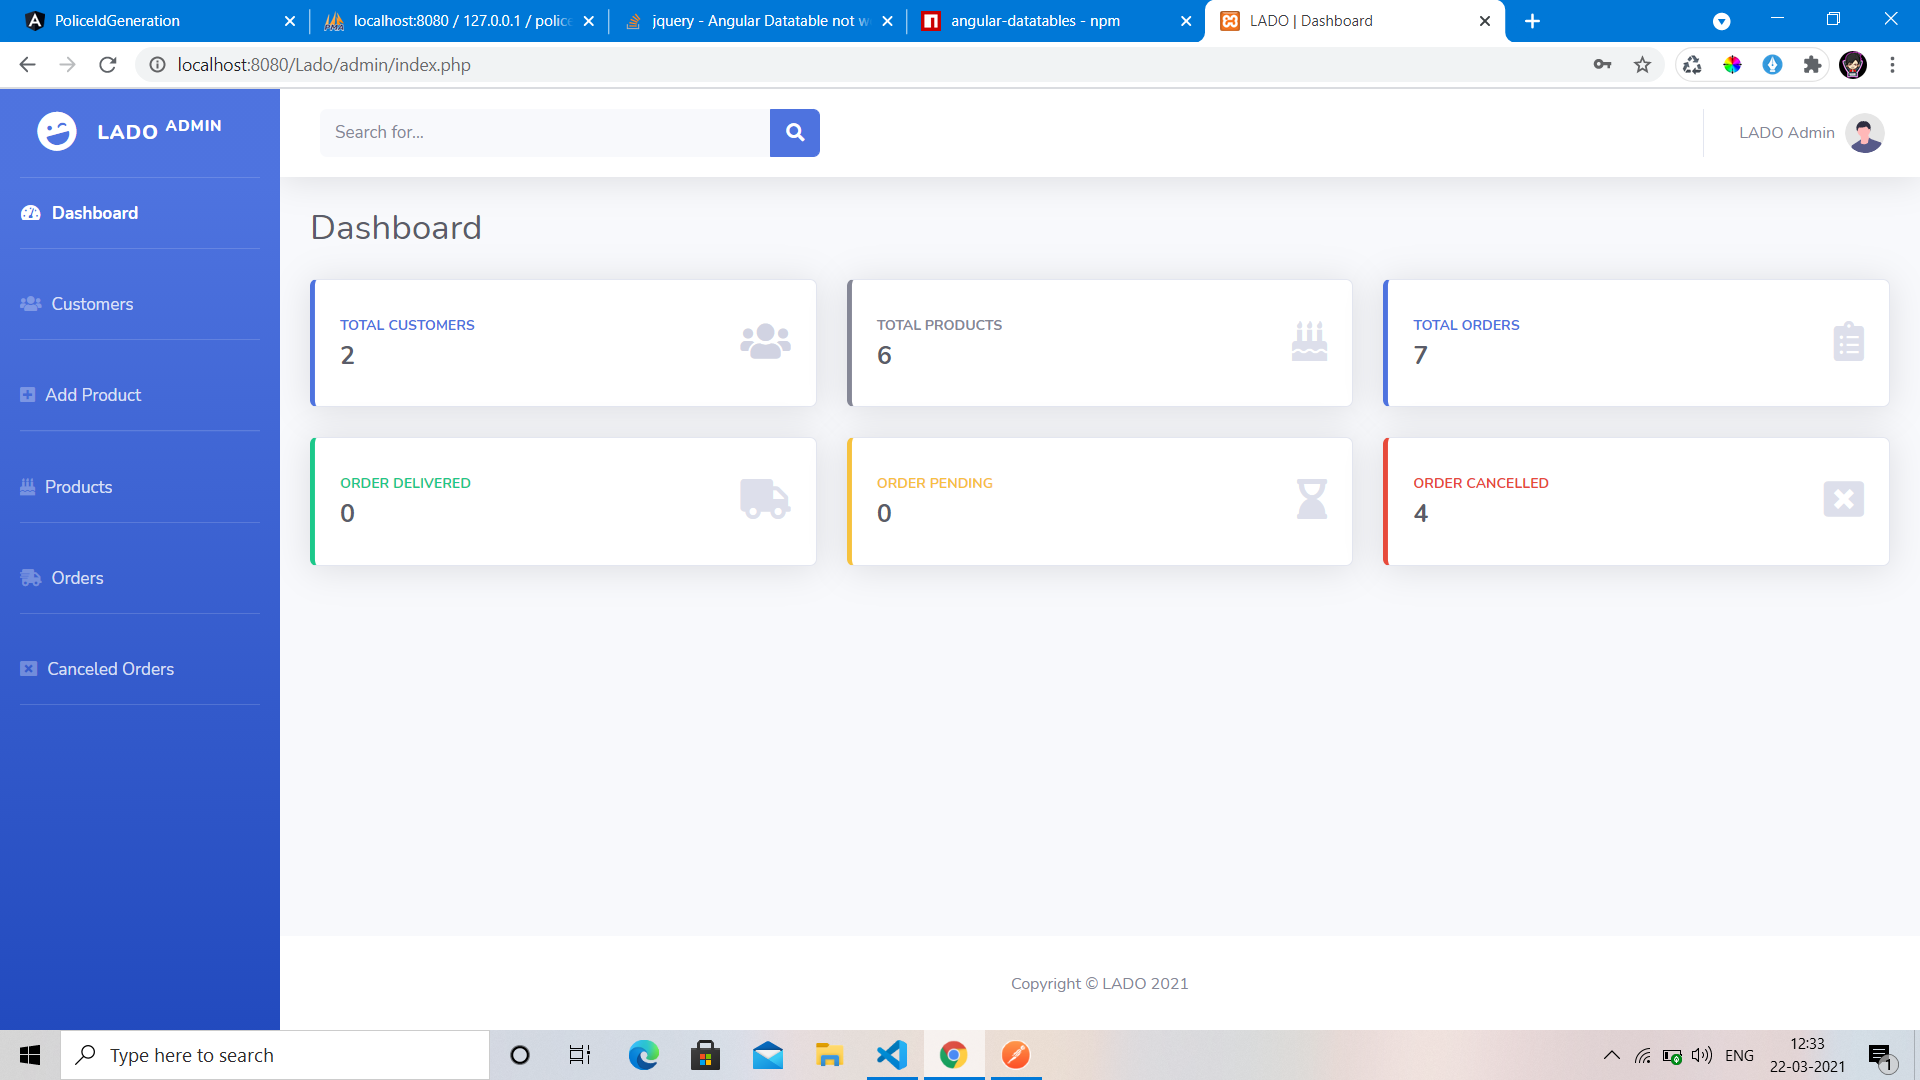 PoliceIdGeneration
localhost:8080 / 127.0.0.1 / police
jquery - Angular Datatable not w
angular-datatables - npm
LADO | Dashboard
localhost:8080/Lado/admin/index.php
LADO ADMIN
Search for...
LADO Admin
Dashboard
Customers
Add Product
Products
Orders
Canceled Orders
Dashboard
TOTAL CUSTOMERS
2
TOTAL PRODUCTS
6
TOTAL ORDERS
7
ORDER DELIVERED
0
ORDER PENDING
0
ORDER CANCELLED
4
Copyright © LADO 2021
Type here to search
ENG
12:33
22-03-2021
1